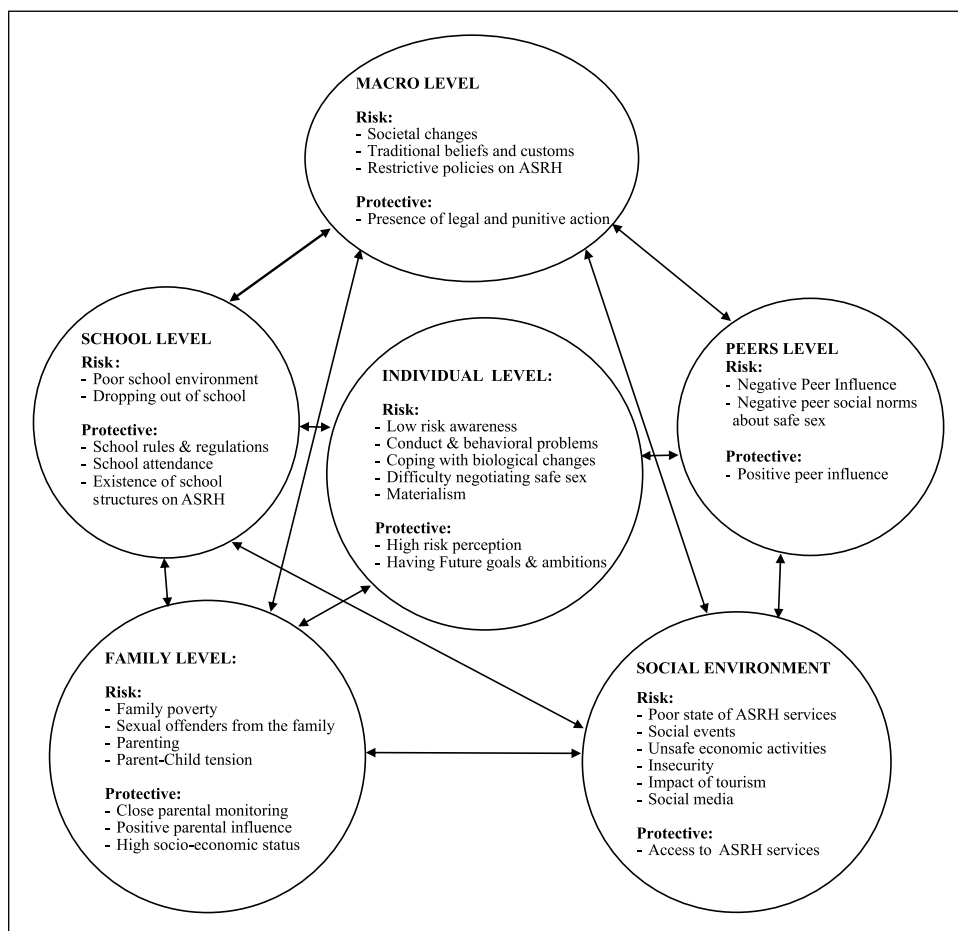 MACRO LEVEL
Risk:
- Societal changes
- Traditional beliefs and customs
- Restrictive policies on ASRH
Protective:
- Presence of legal and punitive action
SCHOOL LEVEL
Risk:
- Poor school environment
- Dropping out of school
Protective:
- School rules & regulations
- School attendance
- Existence of school
structures on ASRH
INDIVIDUAL LEVEL:
Risk:
- Low risk awareness
- Conduct & behavioral problems
- Coping with biological changes
- Difficulty negotiating safe sex
- Materialism
Protective:
- High risk perception
- Having Future goals & ambitions
PEERS LEVEL
Risk:
- Negative Peer Influence
- Negative peer social norms
about safe sex
Protective:
- Positive peer influence
FAMILY LEVEL:
Risk:
- Family poverty
- Sexual offenders from the family
- Parenting
- Parent-Child tension
Protective:
- Close parental monitoring
- Positive parental influence
- High socio-economic status
SOCIAL ENVIRONMENT
Risk:
- Poor state of ASRH services
- Social events
- Unsafe economic activities
- Insecurity
- Impact of tourism
- Social media
Protective:
- Access to ASRH services